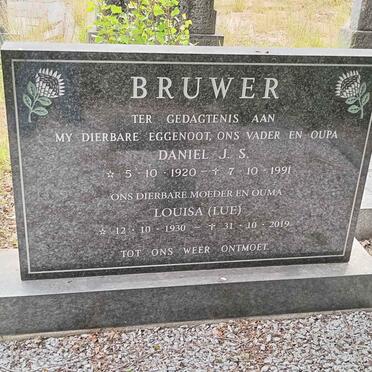 BRUWER
TER GEDAGTENIS AAN
MY DIERBARE EGGENOOT, ONS VADER EN OUPA
DANIEL J. S.
☆ 5 · 10 · 1920 – ✝ 7 · 10 · 1991
ONS DIERBARE MOEDER EN OUMA
LOUISA (LUE)
☆ 12 · 10 · 1930 – ✝ 31 · 10 · 2019
TOT ONS WEER ONTMOET.